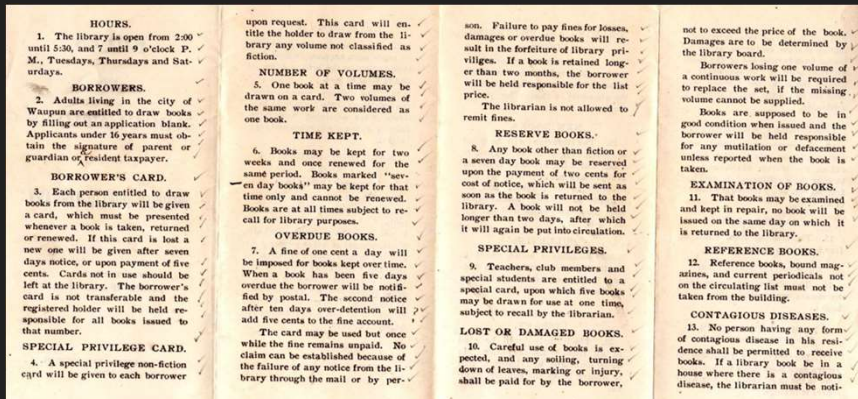 HOURS.
1. The library is open from 2:00
until 5:30, and 7 until 9 o'clock P.
M., Tuesdays, Thursdays and Sat-
urdays.
BORROWERS.
2. Adults living in the city of
Waupun are entitled to draw books
by filling out an application blank.
Applicants under 16 years must ob-
tain the signature of parent or
guardian or resident taxpayer.
BORROWER'S CARD.
3. Each person entitled to draw
books from the library will be given
a card, which must be presented
whenever a book is taken, returned
or renewed. If this card is lost a
new one will be given after seven
days notice, or upon payment of five
cents. Cards not in use should be
left at the library. The borrower's
card is not transferable and the
registered holder will be held re-
sponsible for all books issued to
that number.
SPECIAL PRIVILEGE CARD.
4. A special privilege non-fiction
card will be given to each borrower
upon request. This card will en-
title the holder to draw from the li-
brary any volume not classified as
fiction.
NUMBER OF VOLUMES.
5. One book at a time may be
drawn on a card. Two volumes of
the same work are considered as
one book.
TIME KEPT.
6. Books may be kept for two
weeks and once renewed for the
same period. Books marked "sev-
en day books" may be kept for that
time only and cannot be renewed.
Books are at all times subject to re-
call for library purposes.
OVERDUE BOOKS.
7. A fine of one cent a day will
be imposed for books kept over time.
When a book has been five days
overdue the borrower will be notifi-
fied by postal. The second notice
after ten days over-detention will
add five cents to the fine account.
The card may be used but once
while the fine remains unpaid. No
claim can be established because of
the failure of any notice from the li-
brary through the mail or by per-
son. Failure to pay fines for losses,
damages or overdue books will re-
sult in the forfeiture of library pri-
viliges. If a book is retained long-
er than two months, the borrower
will be held responsible for the list
price.
The librarian is not allowed to
remit fines.
RESERVE BOOKS.
8. Any book other than fiction or
a seven day book may be reserved
upon the payment of two cents for
cost of notice, which will be sent as
soon as the book is returned to the
library. A book will not be held
longer than two days, after which
it will again be put into circulation.
SPECIAL PRIVILEGES.
9. Teachers, club members and
special students are entitled to a
special card, upon which five books
may be drawn for use at one time,
subject to recall by the librarian.
LOST OR DAMAGED BOOKS.
10. Careful use of books is ex-
pected, and any soiling, turning
down of leaves, marking or injury,
shall be paid for by the borrower,
not to exceed the price of the book.
Damages are to be determined by
the library board.
Borrowers losing one volume of
a continuous work will be required
to replace the set, if the missing
volume cannot be supplied.
Books are supposed to be in
good condition when issued and the
borrower will be held responsible
for any mutilation or defacement
unless reported when the book is
taken.
EXAMINATION OF BOOKS.
11. That books may be examined
and kept in repair, no book will be
issued on the same day on which it
is returned to the library.
REFERENCE BOOKS.
12. Reference books, bound mag-
azines, and current periodicals not
on the circulating list must not be
taken from the building.
CONTAGIOUS DISEASES.
13. No person having any form
of contagious disease in his resi-
dence shall be permitted to receive
books. If a library book be in a
house where there is a contagious
disease, the librarian must be noti-